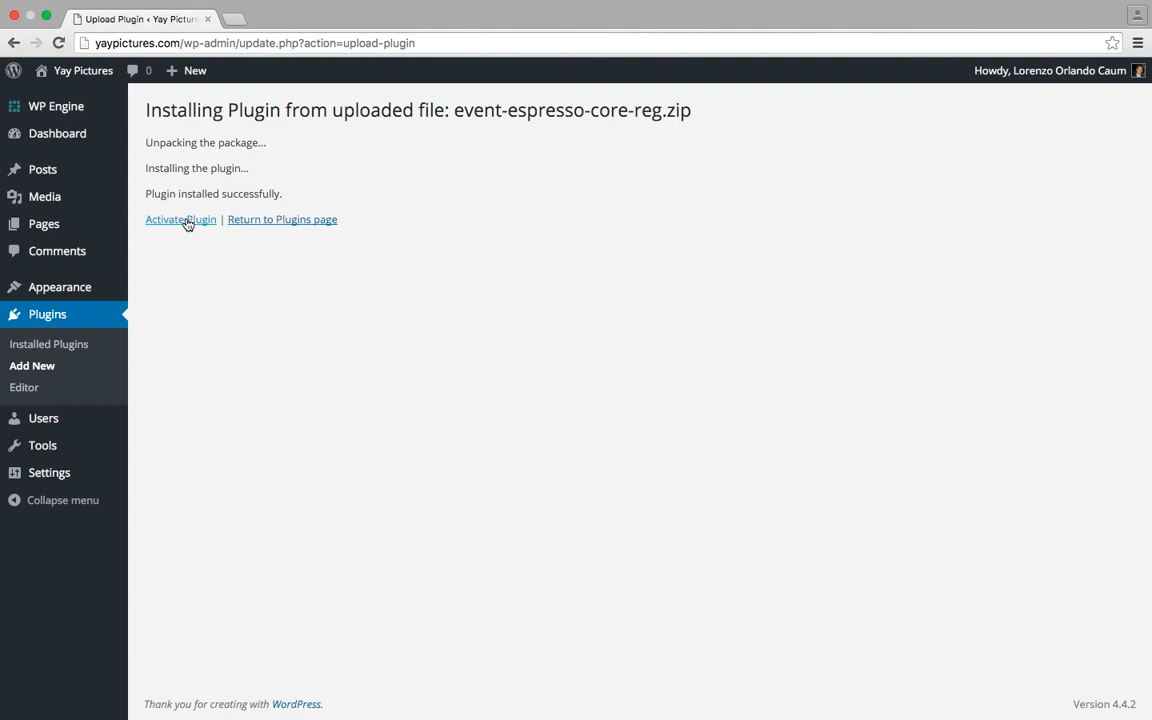 Upload Plugin ‹ Yay Picture
yaypictures.com/wp-admin/update.php?action=upload-plugin
Yay Pictures 0 New Howdy, Lorenzo Orlando Caum
WP Engine
Dashboard
Posts
Media
Pages
Comments
Appearance
Plugins
Installed Plugins
Add New
Editor
Users
Tools
Settings
Collapse menu
Installing Plugin from uploaded file: event-espresso-core-reg.zip
Unpacking the package...
Installing the plugin...
Plugin installed successfully.
Activate Plugin | Return to Plugins page
Thank you for creating with WordPress. Version 4.4.2